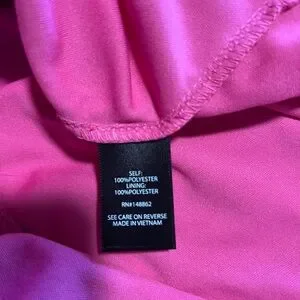 SELF:
100%POLYESTER
LINING:
100%POLYESTER
RN#148862
SEE CARE ON REVERSE
MADE IN VIETNAM